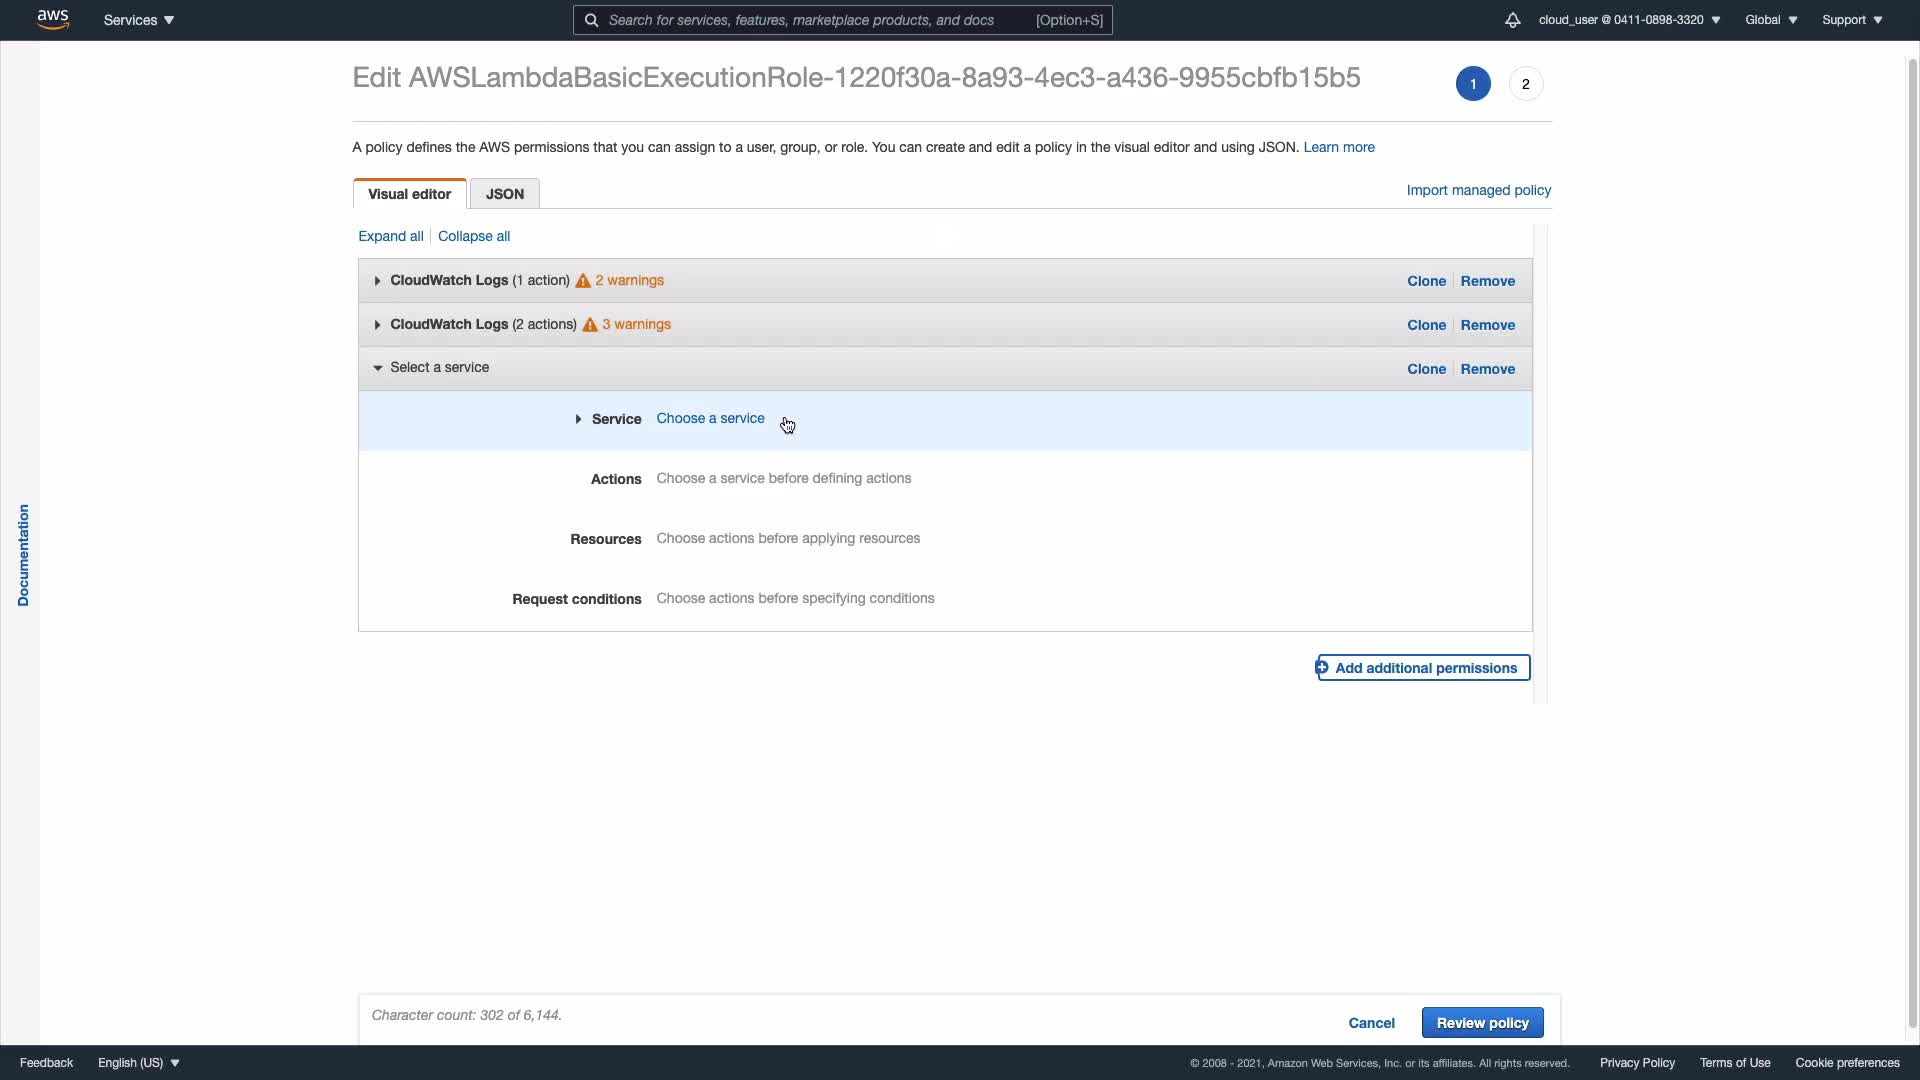 aws
Services
Search for services, features, marketplace products, and docs [Option+S]
cloud_user @ 0411-0898-3320
Global
Support
Edit AWSLambdaBasicExecutionRole-1220f30a-8a93-4ec3-a436-9955cbfb15b5
1
2
A policy defines the AWS permissions that you can assign to a user, group, or role. You can create and edit a policy in the visual editor and using JSON. Learn more
Visual editor
JSON
Import managed policy
Expand all
Collapse all
CloudWatch Logs (1 action) 2 warnings
Clone
Remove
CloudWatch Logs (2 actions) 3 warnings
Clone
Remove
Select a service
Clone
Remove
Service Choose a service
Actions Choose a service before defining actions
Resources Choose actions before applying resources
Request conditions Choose actions before specifying conditions
Documentation
Add additional permissions
Character count: 302 of 6,144.
Cancel
Review policy
Feedback
English (US)
© 2008 - 2021, Amazon Web Services, Inc. or its affiliates. All rights reserved.
Privacy Policy
Terms of Use
Cookie preferences